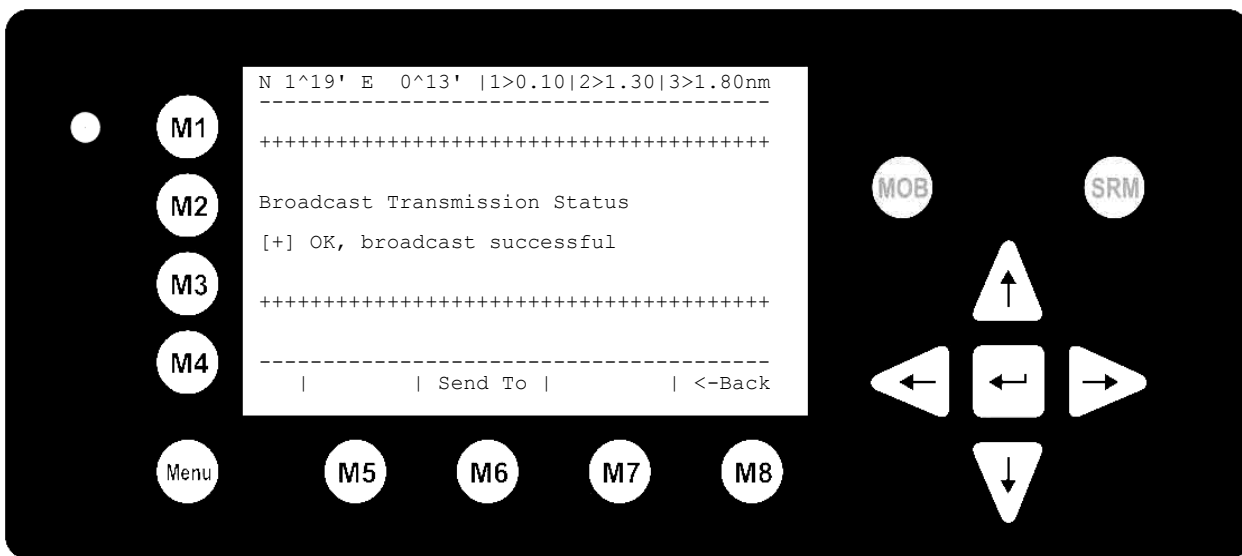 N 1^19' E  0^13' |1>0.10|2>1.30|3>1.80nm
----------------------------------------
++++++++++++++++++++++++++++++++++++++++
Broadcast Transmission Status
[+] OK, broadcast successful
++++++++++++++++++++++++++++++++++++++++
----------------------------------------
| | Send To | | <-Back
M1
M2
M3
M4
Menu
M5
M6
M7
M8
MOB
SRM